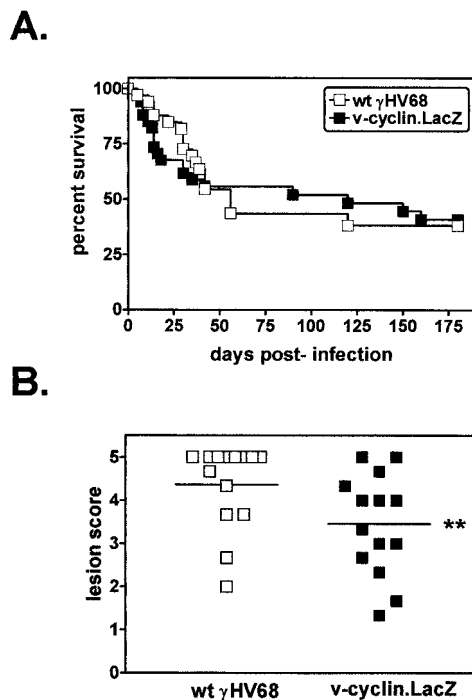 A.
wt γHV68
v-cyclin.LacZ
percent survival
100
75
50
25
0
0 25 50 75 100 125 150 175
days post- infection
B.
lesion score
5
4
3
2
1
0
**
wt γHV68 v-cyclin.LacZ